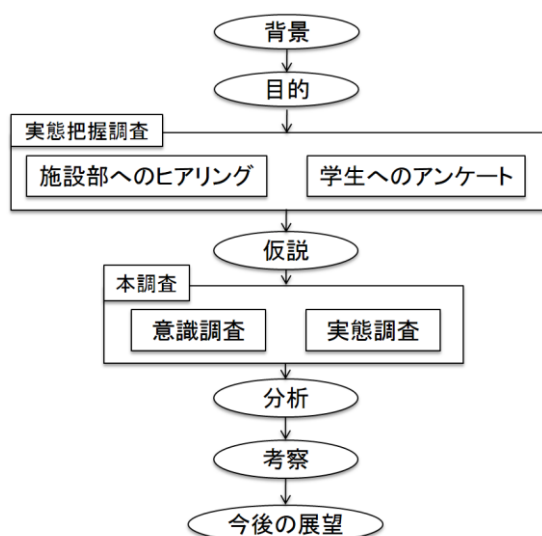 背景
目的
実態把握調査
施設部へのヒアリング
学生へのアンケート
仮説
本調査
意識調査
実態調査
分析
考察
今後の展望